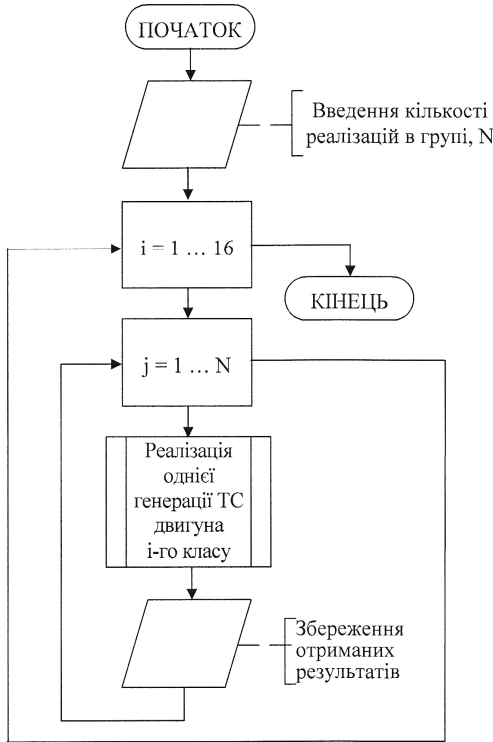 ПОЧАТОК
Введення кількості
реалізацій в групі, N
i = 1 … 16
КІНЕЦЬ
j = 1 … N
Реалізація
однієї
генерації ТС
двигуна
і-го класу
Збереження
отриманих
результатів